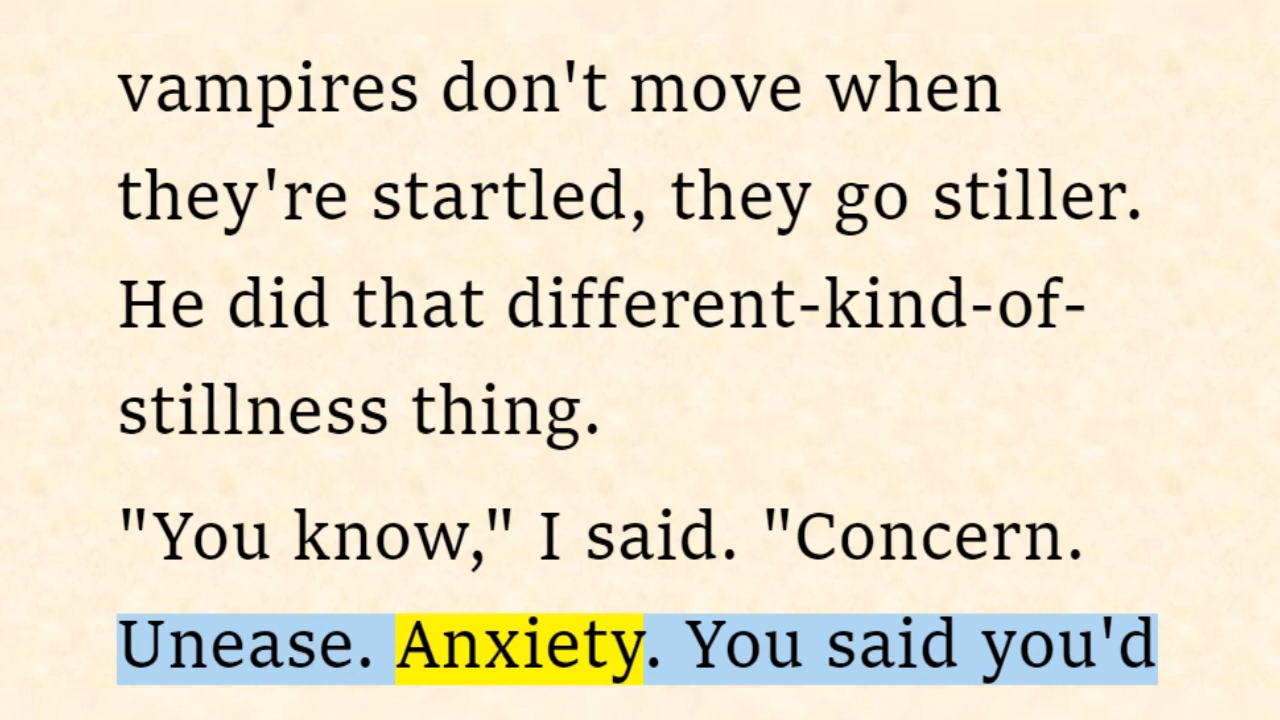 vampires don't move when
they're startled, they go stiller.
He did that different-kind-of-
stillness thing.
"You know," I said. "Concern.
Unease. Anxiety. You said you'd